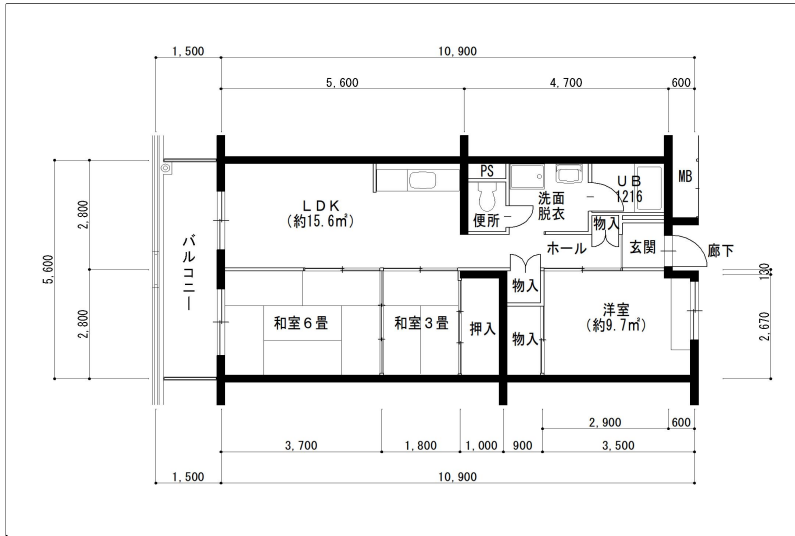 1,500
10,900
5,600
4,700
600
PS
UB
1216
MB
LDK
(約15.6㎡)
洗面
脱衣
便所
物入
2,800
バルコニー
ホール
玄関
廊下
5,600
130
物入
洋室
(約9.7㎡)
和室6畳
和室3畳
押入
物入
2,800
2,670
2,900
600
3,700
1,800
1,000
900
3,500
1,500
10,900